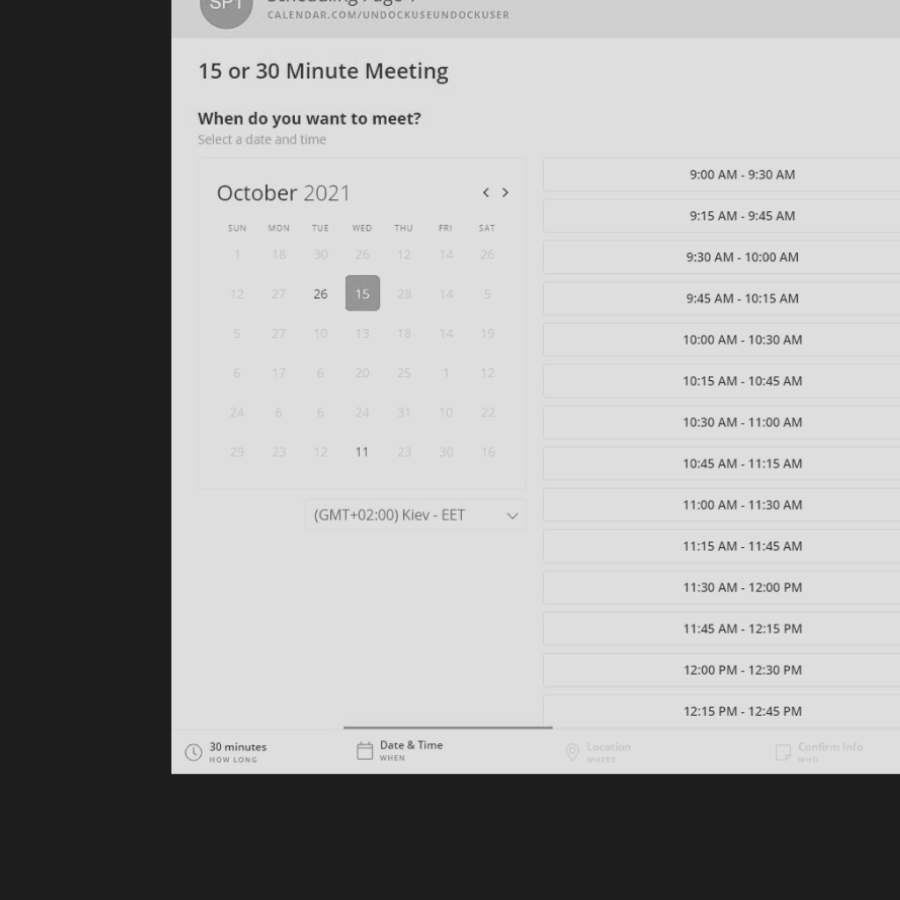 SPT
CALENDAR.COM/UNDOCKUSEUNDOCKUSER
15 or 30 Minute Meeting
When do you want to meet?
Select a date and time
October 2021
SUN MON TUE WED THU FRI SAT
1 18 30 26 12 14 26
12 27 26 15 28 14 5
5 27 10 13 18 14 19
6 17 6 20 25 1 12
24 6 6 24 31 10 22
29 23 12 11 23 30 16
(GMT+02:00) Kiev - EET
9:00 AM - 9:30 AM
9:15 AM - 9:45 AM
9:30 AM - 10:00 AM
9:45 AM - 10:15 AM
10:00 AM - 10:30 AM
10:15 AM - 10:45 AM
10:30 AM - 11:00 AM
10:45 AM - 11:15 AM
11:00 AM - 11:30 AM
11:15 AM - 11:45 AM
11:30 AM - 12:00 PM
11:45 AM - 12:15 PM
12:00 PM - 12:30 PM
12:15 PM - 12:45 PM
30 minutes
HOW LONG
Date & Time
WHEN
Location
WHERE
Confirm Info
WHO